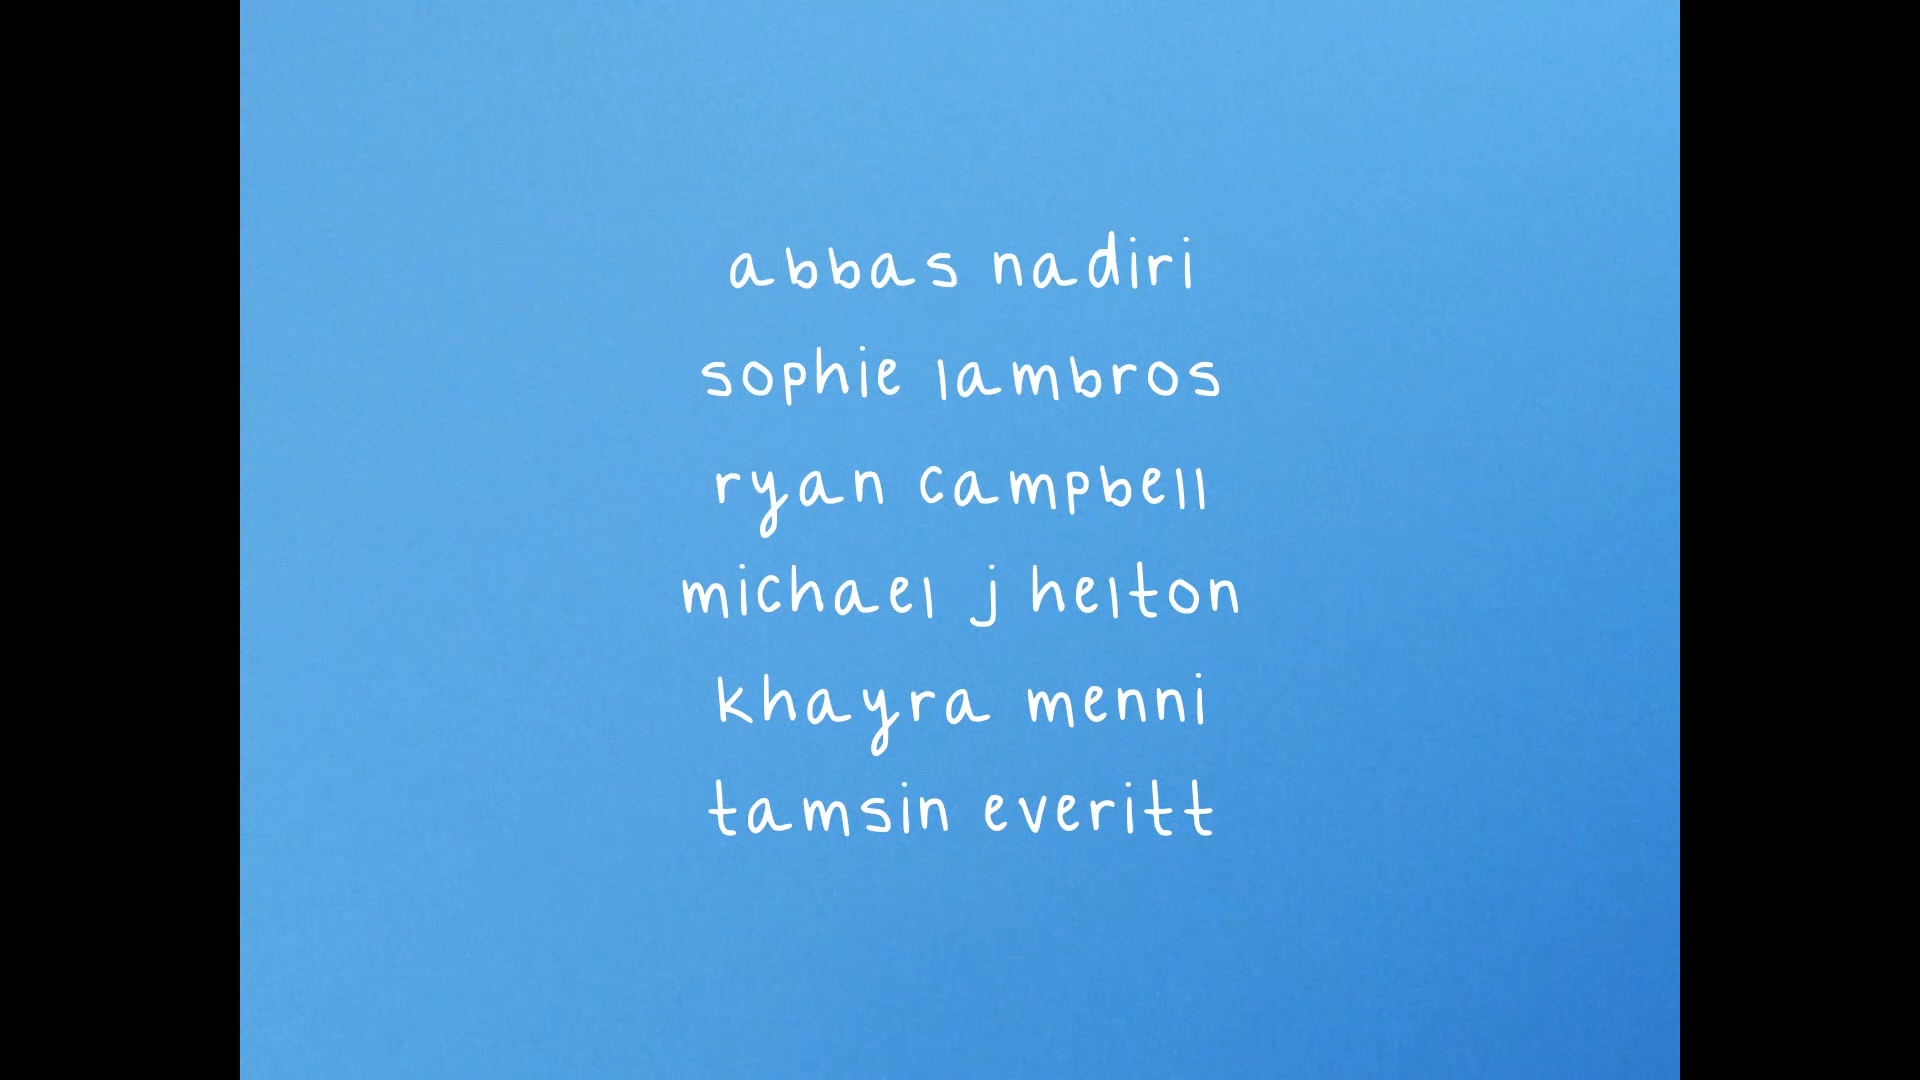 abbas nadiri
sophie lambros
ryan campbell
michael j helton
khayra menni
tamsin everitt